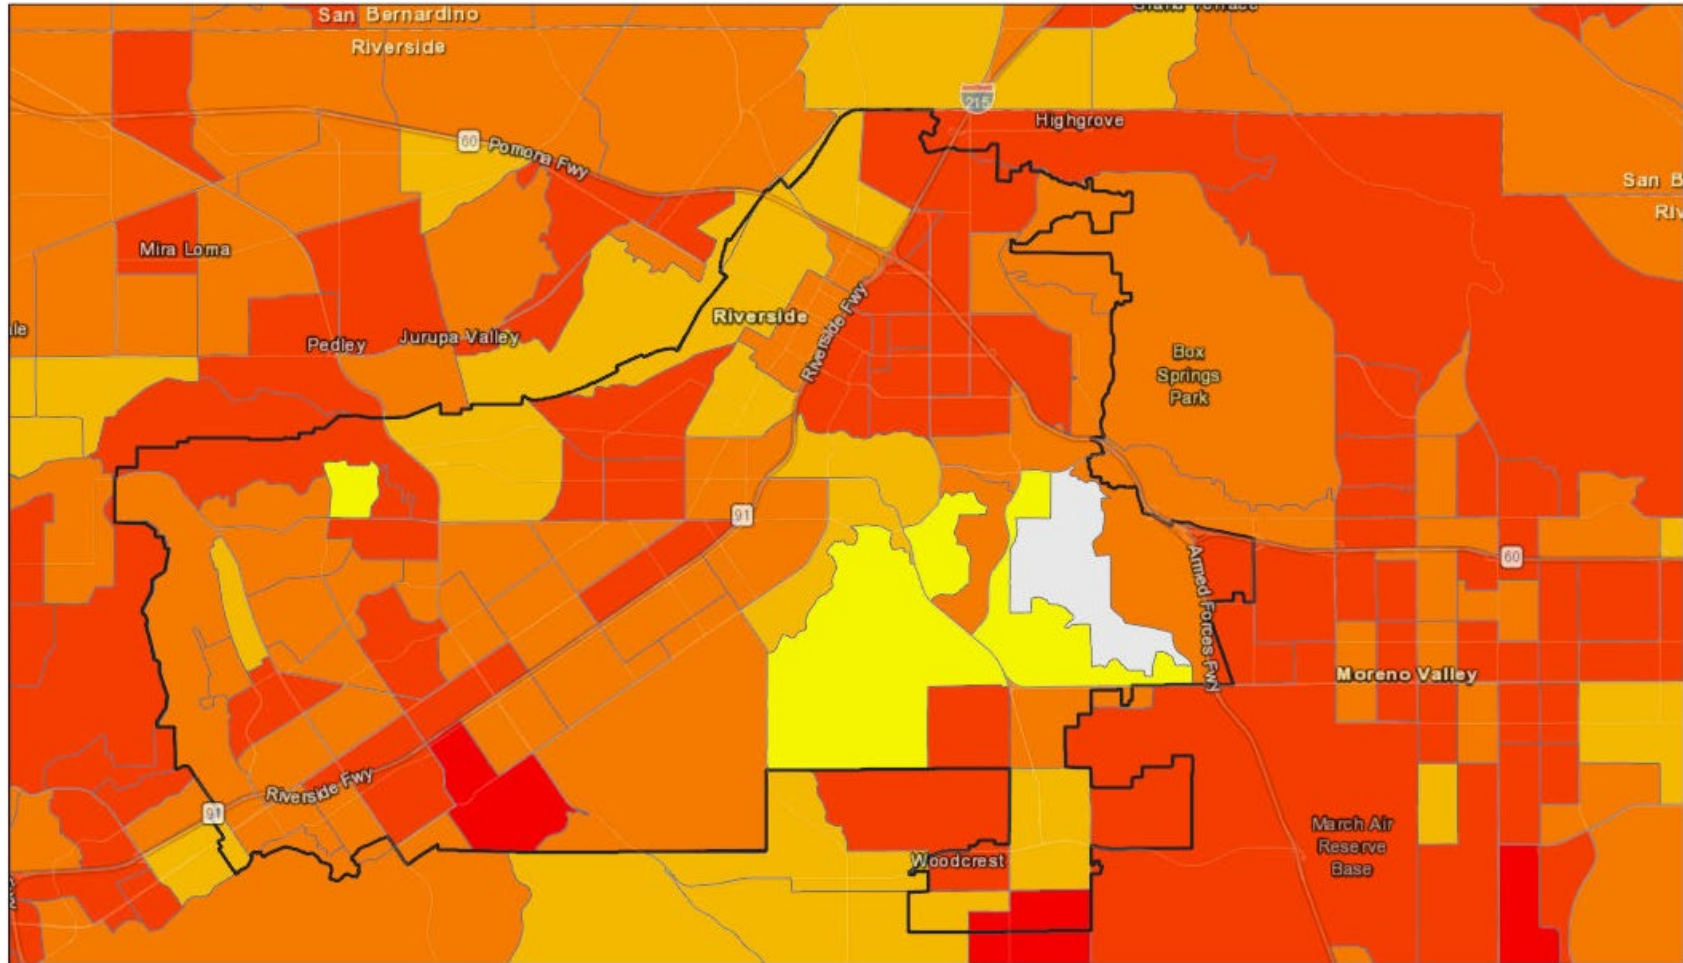 San Bernardino
Riverside
215
Highgrove
60
Pomona Fwy
San B
Riv
Mira Loma
Riverside
Riverside Fwy
ale
Pedley
Jurupa Valley
Box
Springs
Park
91
60
Armed Forces Fwy
Moreno Valley
Riverside Fwy
91
March Air
Reserve
Base
Woodcrest